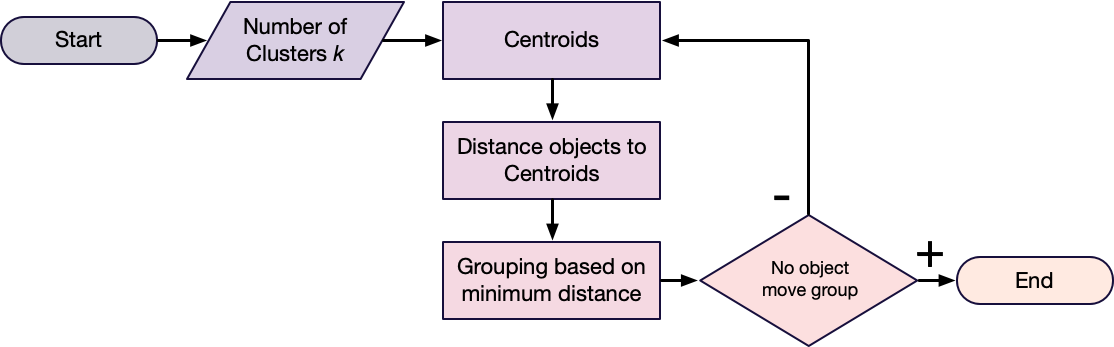 Start
Number of
Clusters k
Centroids
Distance objects to
Centroids
Grouping based on
minimum distance
-
No object
move group
+
End